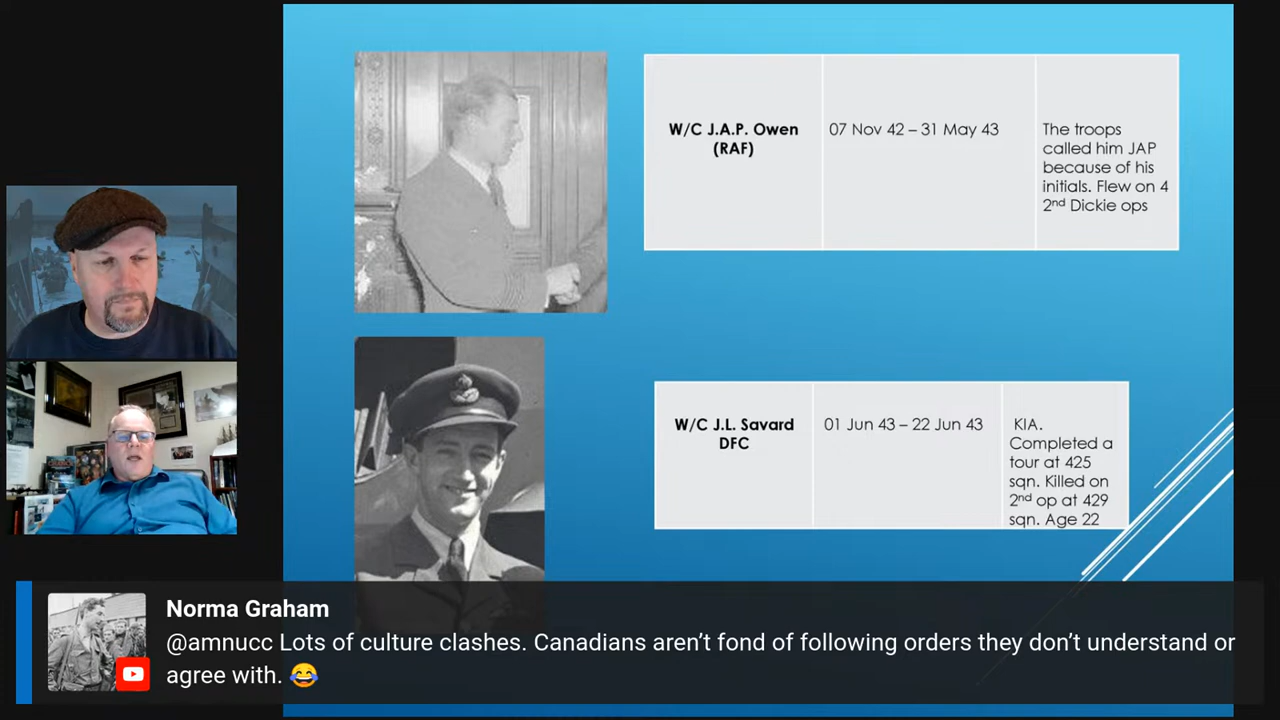 W/C J.A.P. Owen
(RAF)
07 Nov 42 – 31 May 43
The troops
called him JAP
because of his
initials. Flew on 4
2nd Dickie ops
W/C J.L. Savard
DFC
01 Jun 43 – 22 Jun 43
KIA.
Completed a
tour at 425
sqn. Killed on
2nd op at 429
sqn. Age 22
Norma Graham
@amnucc Lots of culture clashes. Canadians aren’t fond of following orders they don’t understand or
agree with. 😂